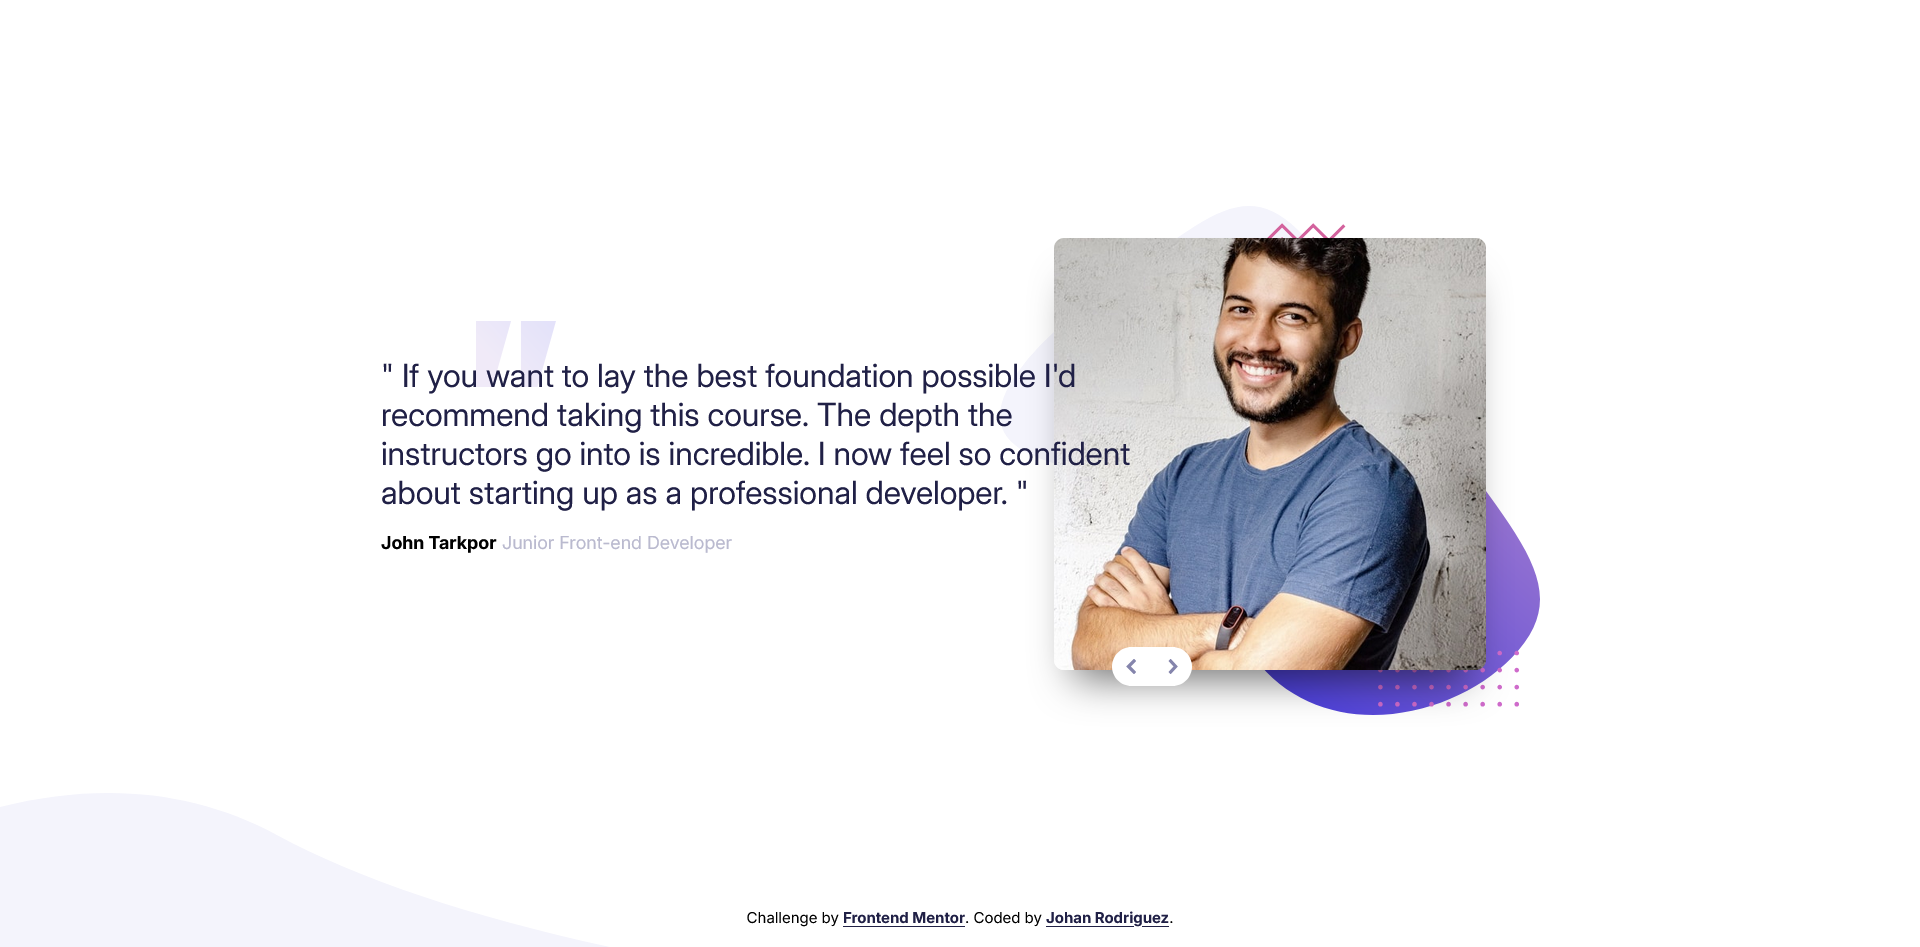 " If you want to lay the best foundation possible I'd
recommend taking this course. The depth the
instructors go into is incredible. I now feel so confident
about starting up as a professional developer. "
John Tarkpor Junior Front-end Developer
Challenge by Frontend Mentor. Coded by Johan Rodriguez.